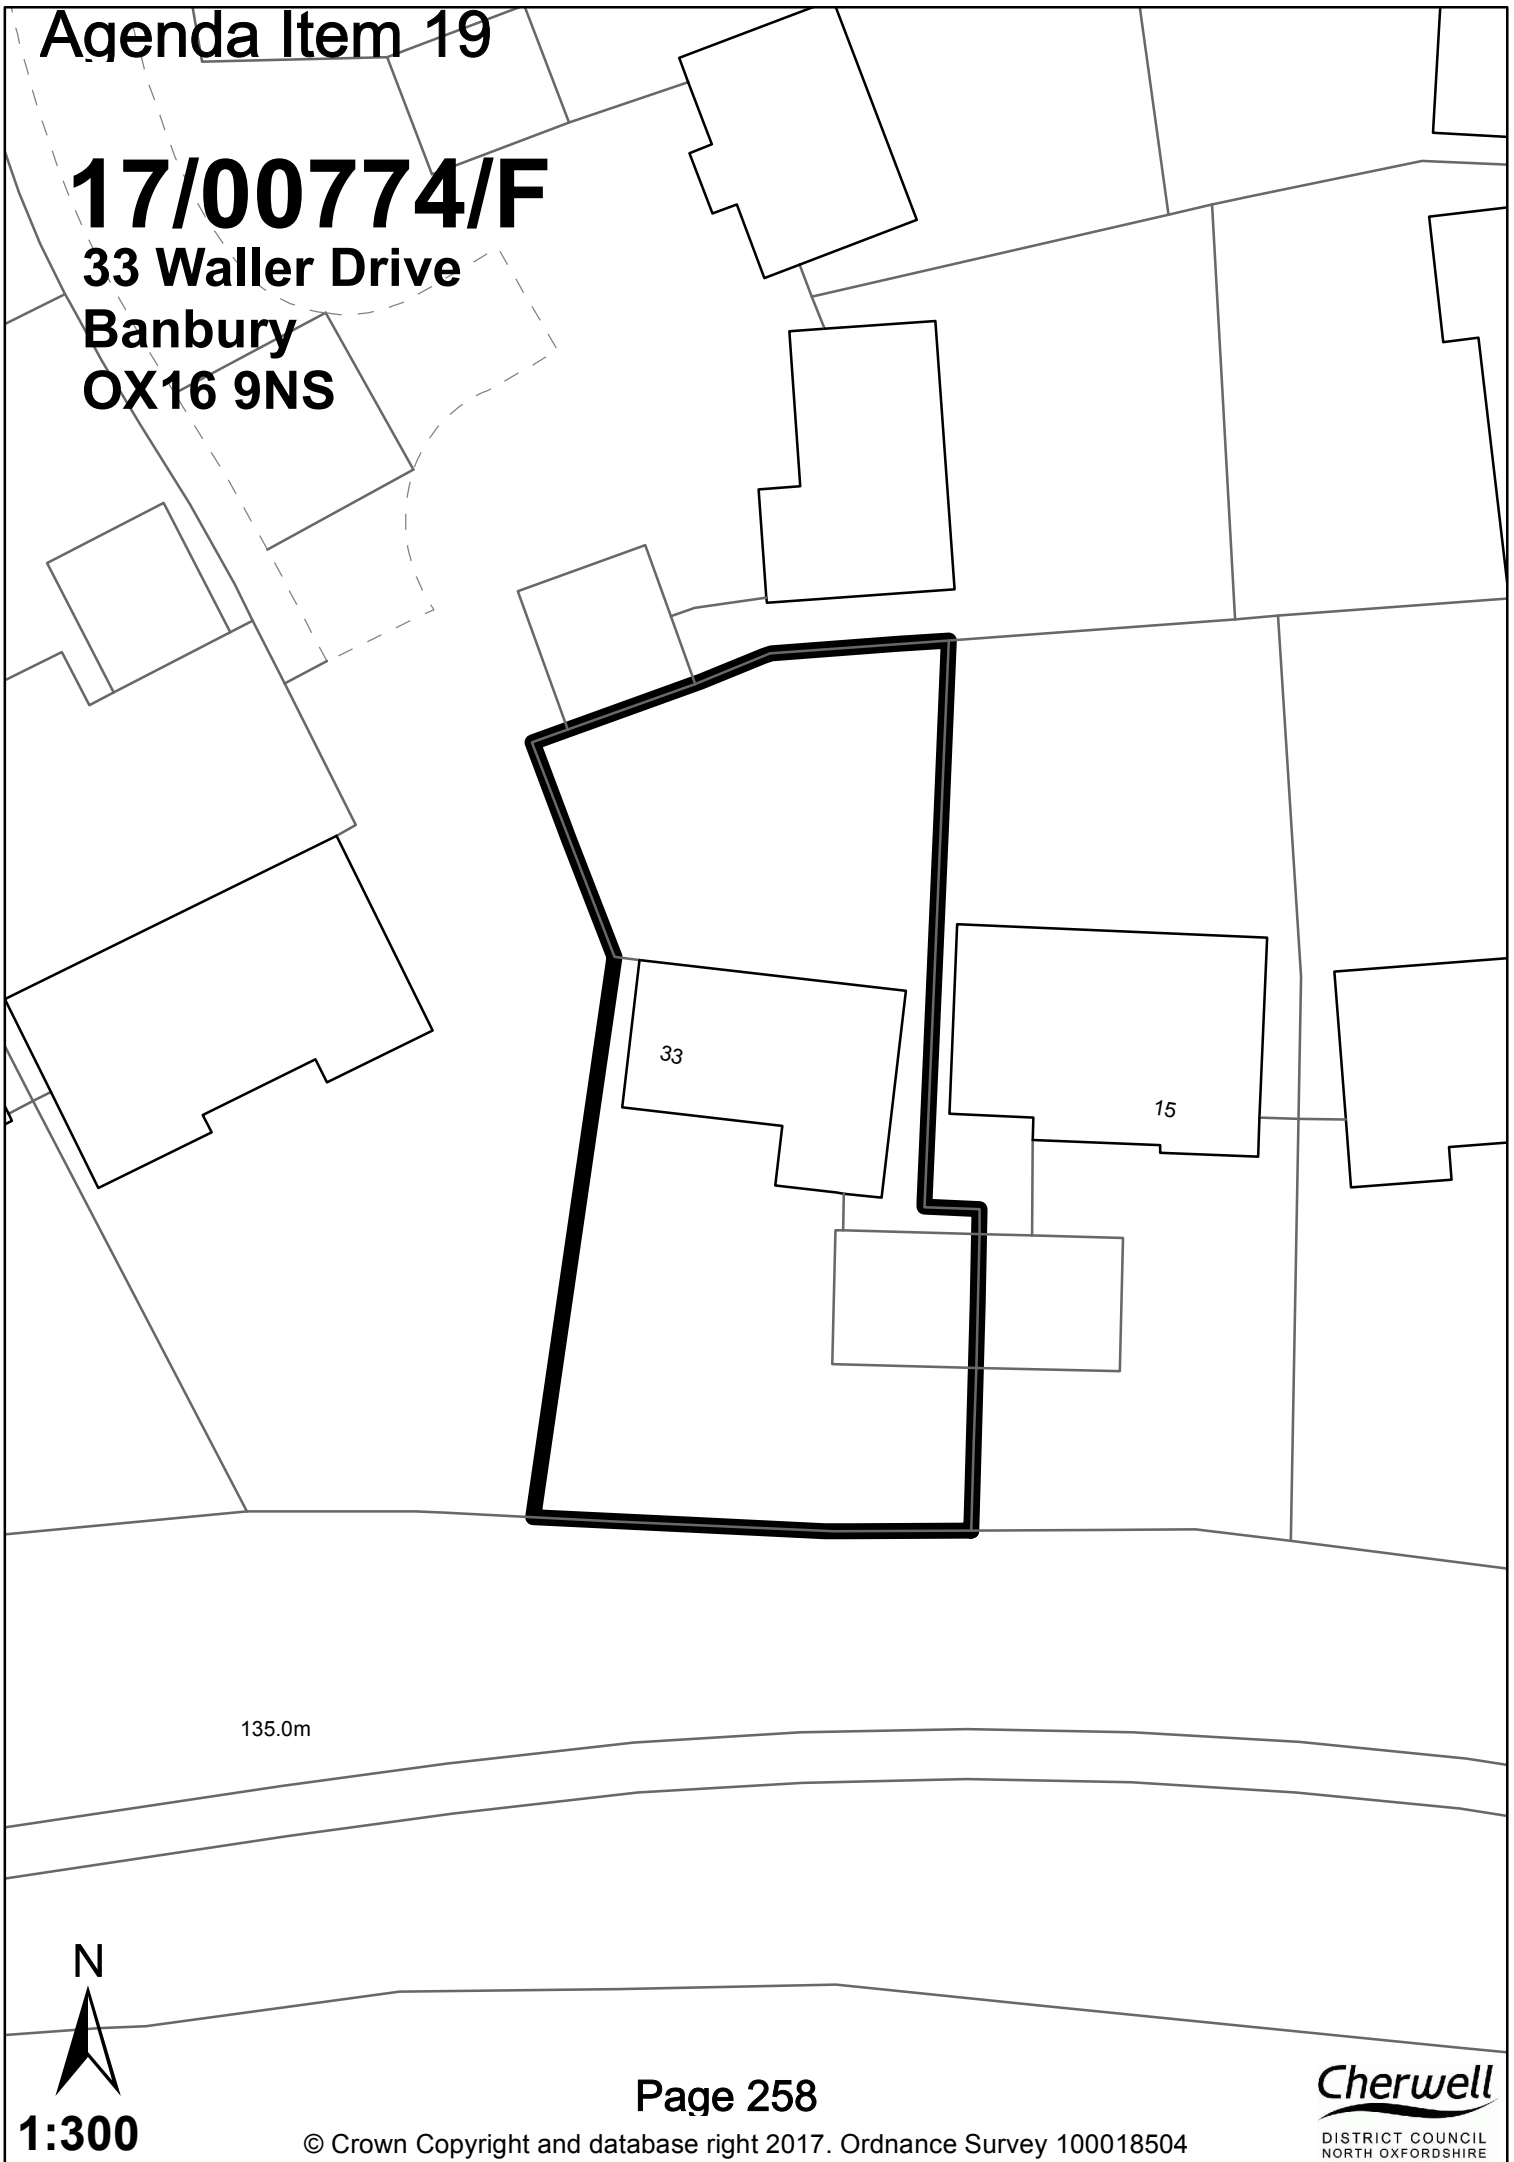 Agenda Item 19
17/00774/F
33 Waller Drive
Banbury
OX16 9NS
33
15
135.0m
N
1:300
Page 258
© Crown Copyright and database right 2017. Ordnance Survey 100018504
Cherwell
DISTRICT COUNCIL
NORTH OXFORDSHIRE